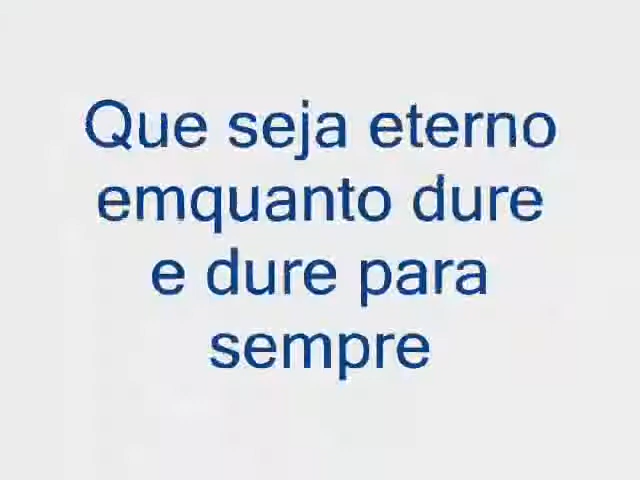 Que seja eterno
emquanto dure
e dure para
sempre